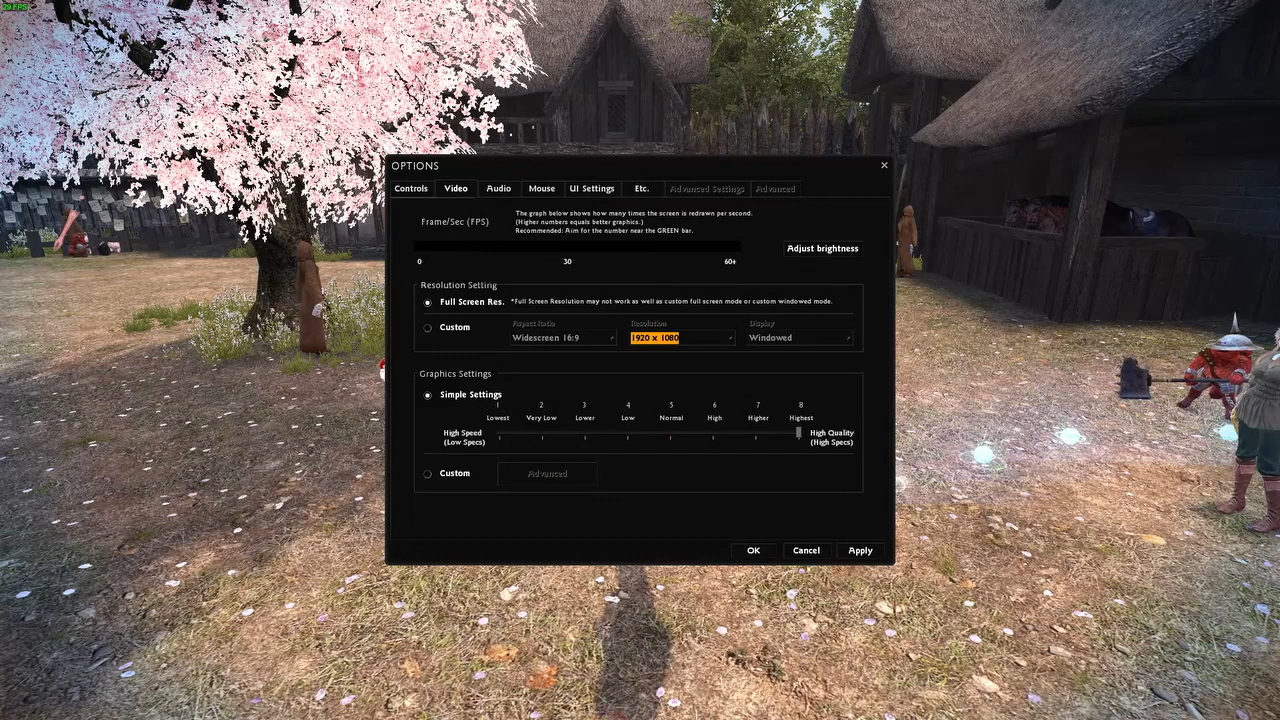 29 FPS
OPTIONS
Controls Video Audio Mouse UI Settings Etc. Advanced Settings Advanced
Frame/Sec (FPS)
The graph below shows how many times the screen is redrawn per second.
(Higher numbers equals better graphics.)
Recommended: Aim for the number near the GREEN bar.
Adjust brightness
0 30 60+
Resolution Setting
Full Screen Res. *Full Screen Resolution may not work as well as custom full screen mode or custom windowed mode.
Aspect Ratio Resolution Display
Custom
Widescreen 16:9 1920 x 1080 Windowed
Graphics Settings
Simple Settings
1 2 3 4 5 6 7 8
Lowest Very Low Lower Low Normal High Higher Highest
High Speed
(Low Specs)
High Quality
(High Specs)
Custom Advanced
OK Cancel Apply